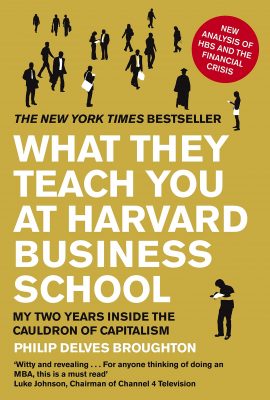 NEW
ANALYSIS OF
HBS AND THE
FINANCIAL
CRISIS
THE NEW YORK TIMES BESTSELLER
WHAT THEY
TEACH YOU
AT HARVARD
BUSINESS
SCHOOL
MY TWO YEARS INSIDE THE
CAULDRON OF CAPITALISM
PHILIP DELVES BROUGHTON
'Witty and revealing . . . For anyone thinking of doing an
MBA, this is a must read'
Luke Johnson, Chairman of Channel 4 Television